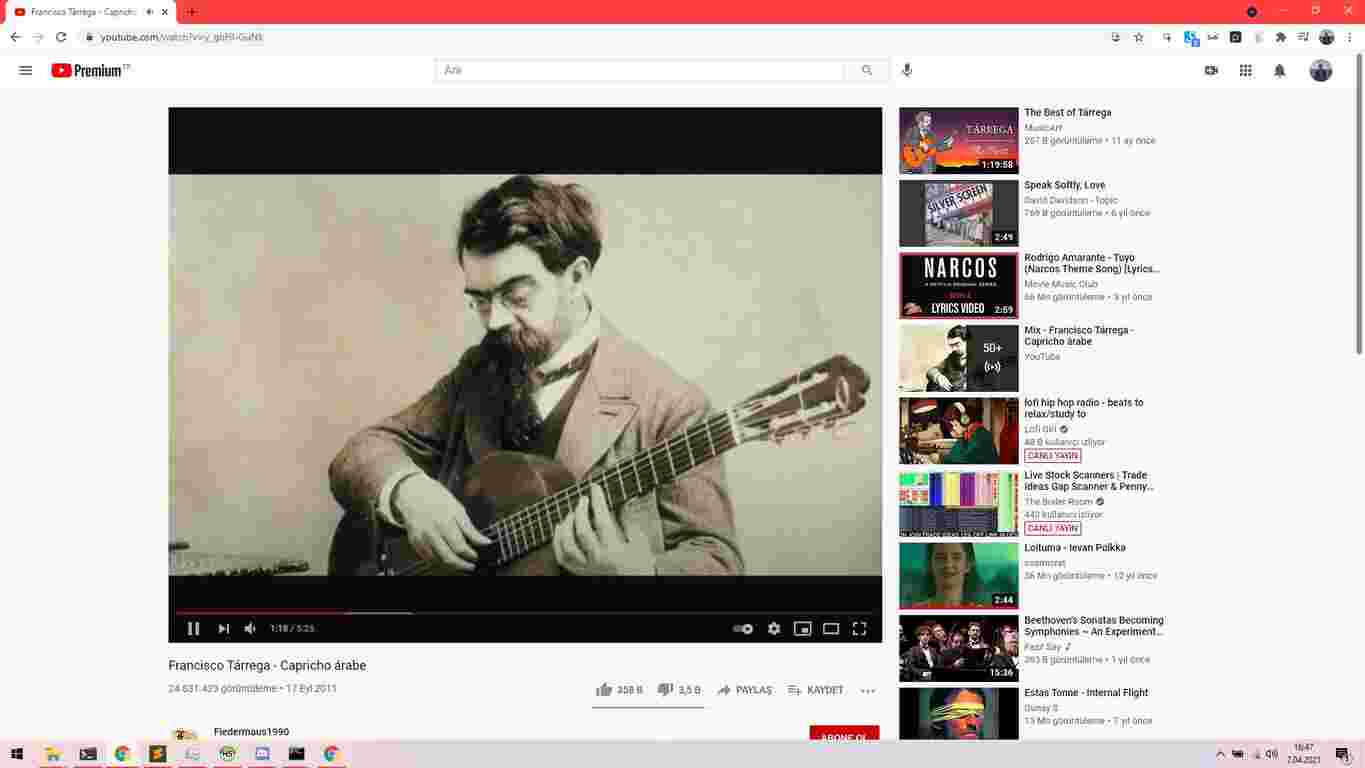 Francisco Tárrega - Capricho
youtube.com/watch?v=
Premium TR
Ara
TÁRREGA
1:19:58
The Best of Tárrega
MusicArt
11 ay önce
SILVER SCREEN
2:49
Speak Softly, Love
David Davidson - Topic
769 B görüntüleme • 6 yıl önce
NARCOS
LYRICS VIDEO
2:59
Rodrigo Amarante - Tuyo
(Narcos Theme Song) [Lyrics...
Movie Music Club
66 Mn görüntüleme • 3 yıl önce
50+
Mix - Francisco Tárrega -
Capricho árabe
YouTube
lofi hip hop radio - beats to
relax/study to
Lofi Girl
48 B kullanıcı izliyor
CANLI YAYIN
Live Stock Scanners | Trade
Ideas Gap Scanner & Penny...
The Boiler Room
440 kullanıcı izliyor
CANLI YAYIN
2:44
Loituma - Ievan Polkka
36 Mn görüntüleme • 12 yıl önce
15:36
Beethoven's Sonatas Becoming
Symphonies ~ An Experiment...
Fazıl Say
263 B görüntüleme • 1 yıl önce
Estas Tonne - Internal Flight
13 Mn görüntüleme • 7 yıl önce
1:18 / 5:25
Francisco Tárrega - Capricho árabe
24 631 423 görüntüleme • 17 Eyl 2011
358 B
3,5 B
PAYLAŞ
KAYDET
Fledermaus1990
ABONE OL
16:47
7.04.2021